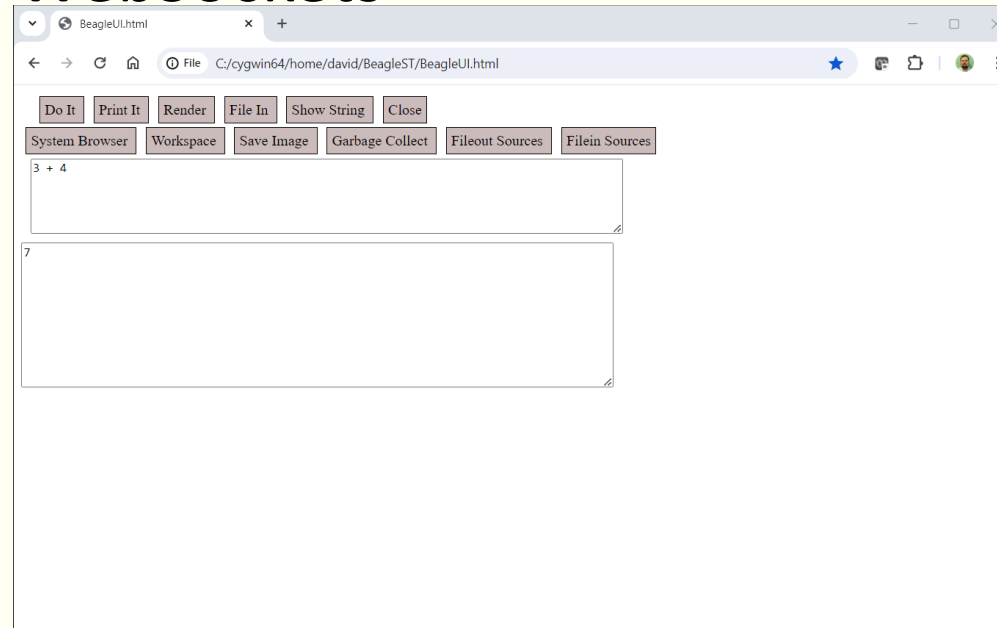 WebSockets
BeagleUI.html
File C:/cygwin64/home/david/BeagleST/BeagleUI.html
Do It Print It Render File In Show String Close
System Browser Workspace Save Image Garbage Collect Fileout Sources Filein Sources
3 + 4
7